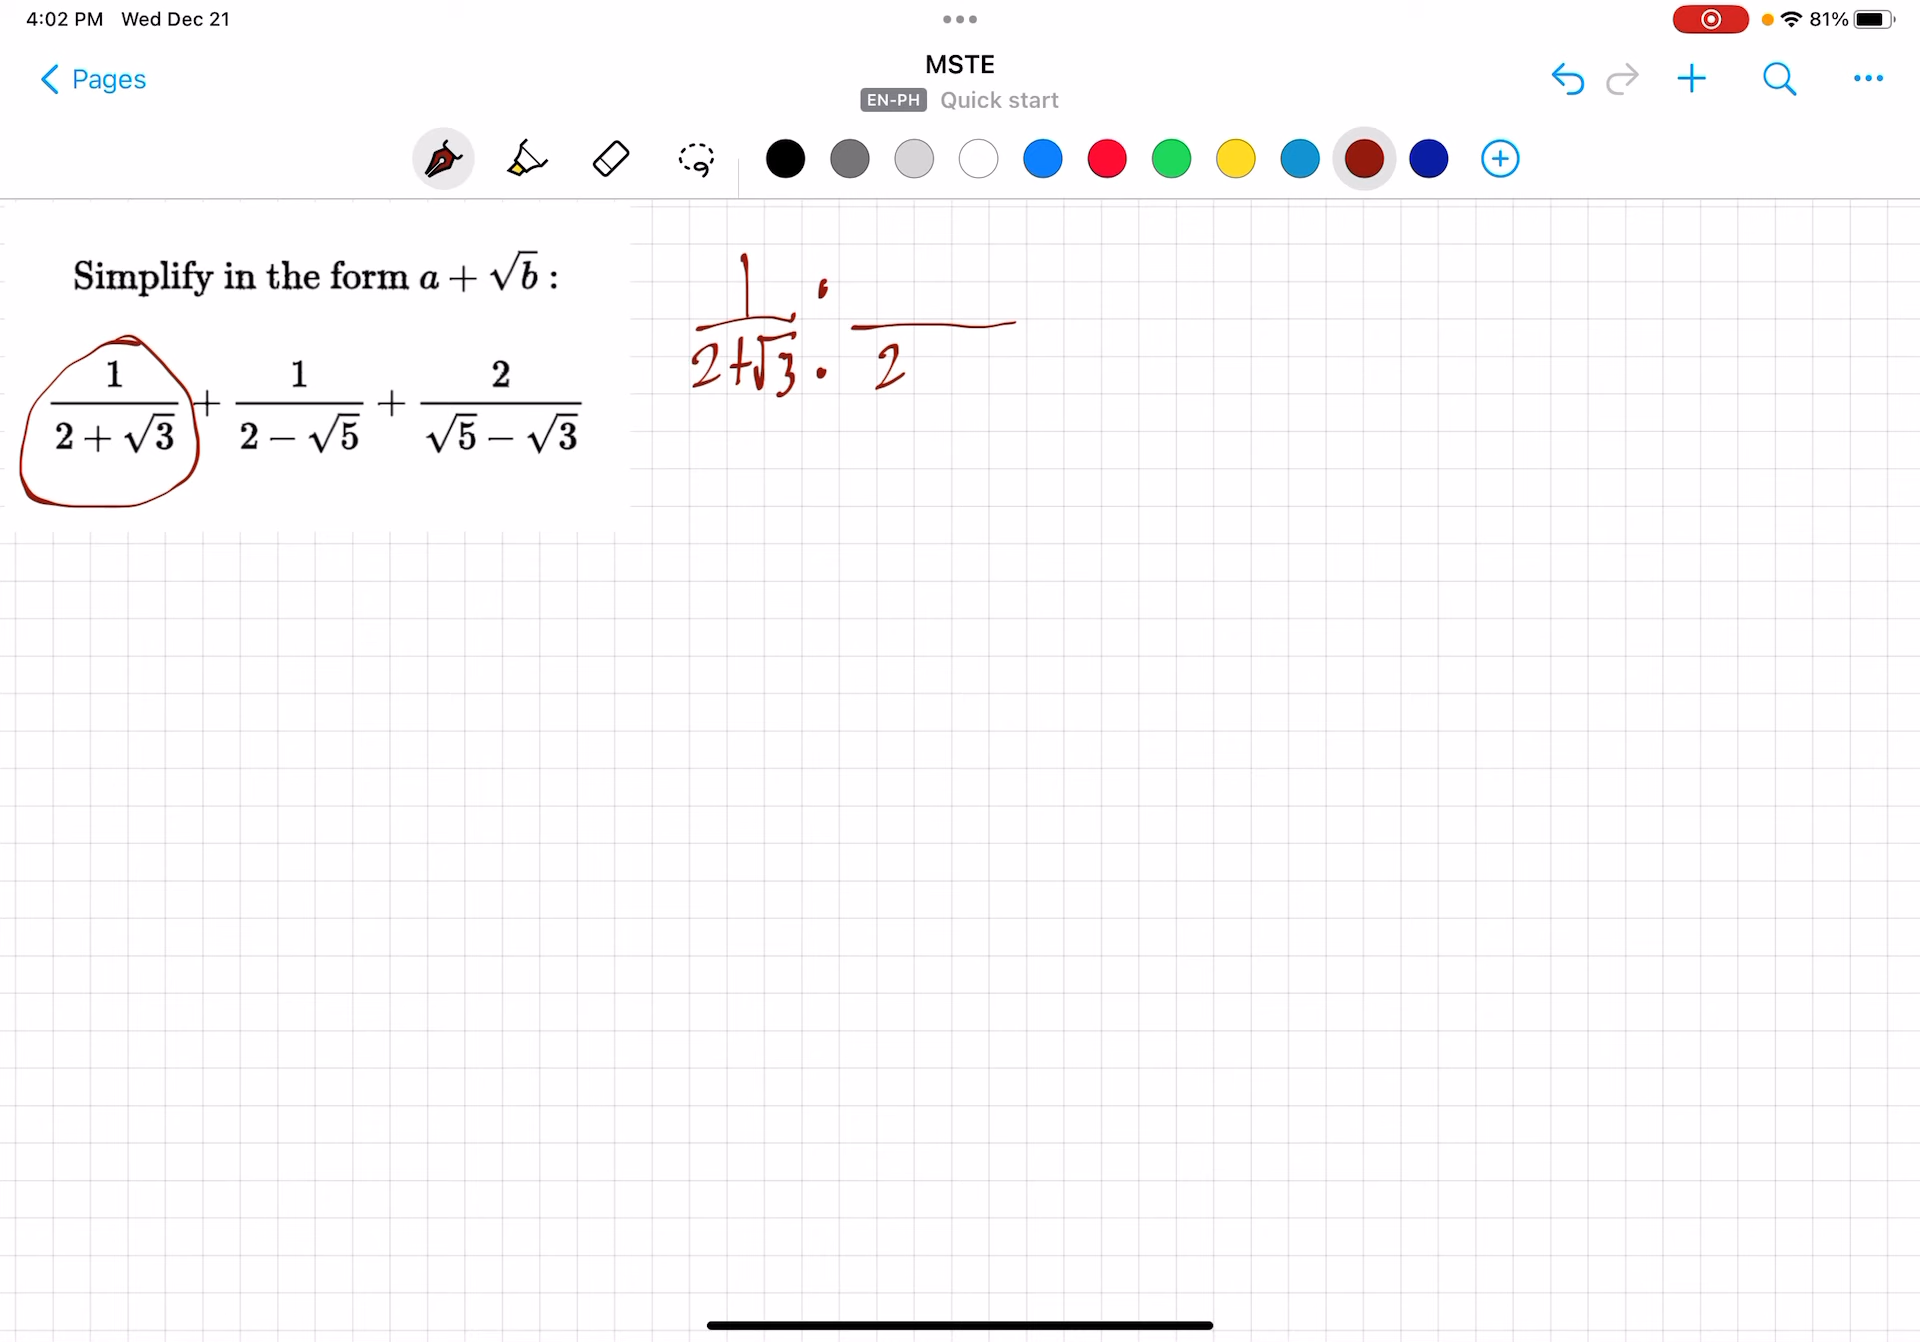 4:02 PM Wed Dec 21
81%
Pages
MSTE
EN-PH Quick start
Simplify in the form a + √b :
1/(2 + √3) + 1/(2 − √5) + 2/(√5 − √3)
1
2+√3 · 2